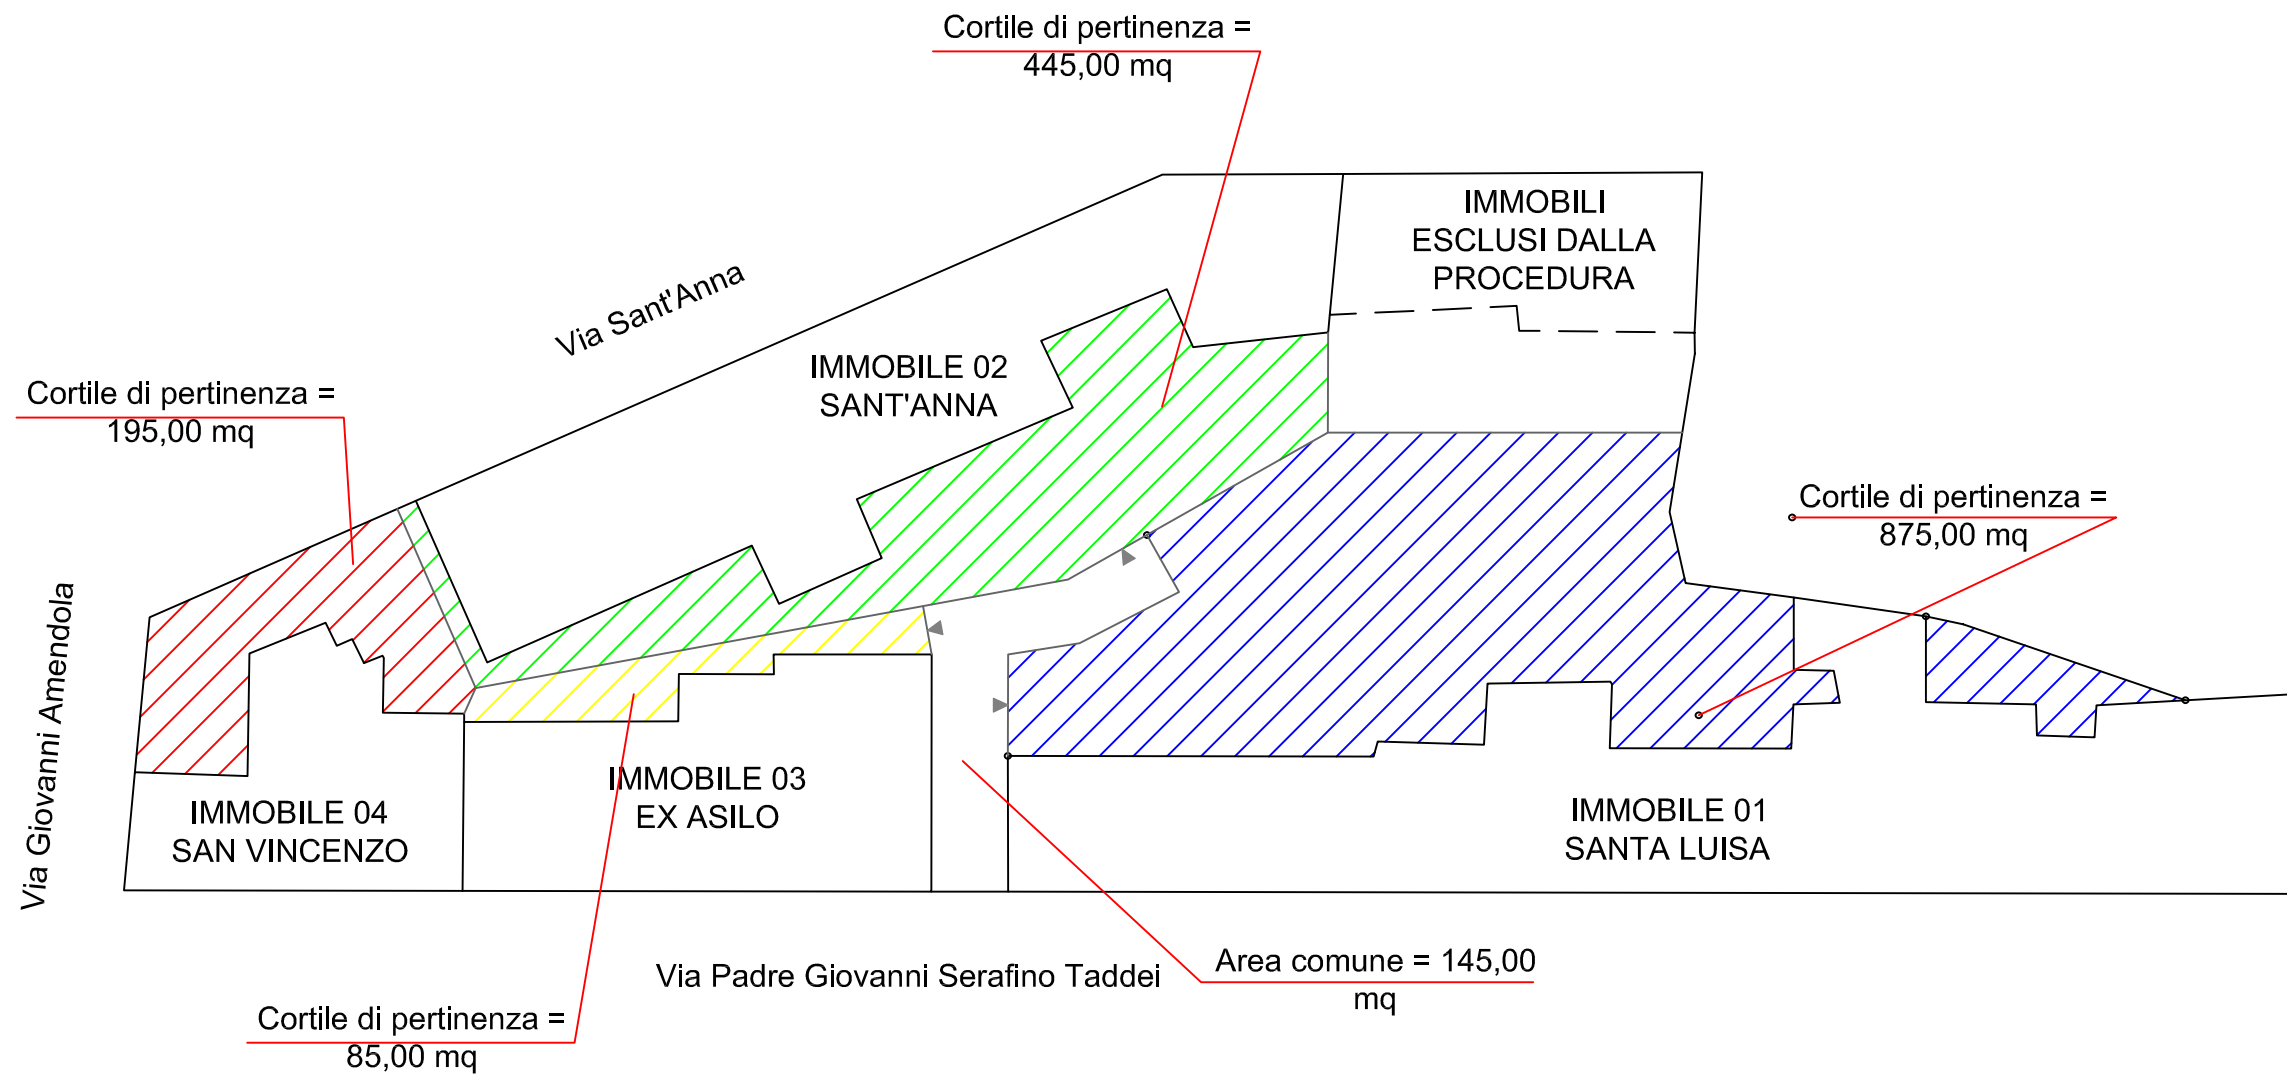 Cortile di pertinenza =
445,00 mq
IMMOBILI
ESCLUSI DALLA
PROCEDURA
Via Sant'Anna
IMMOBILE 02
SANT'ANNA
Cortile di pertinenza =
195,00 mq
Cortile di pertinenza =
875,00 mq
Via Giovanni Amendola
IMMOBILE 04
SAN VINCENZO
IMMOBILE 03
EX ASILO
IMMOBILE 01
SANTA LUISA
Via Padre Giovanni Serafino Taddei
Area comune = 145,00
mq
Cortile di pertinenza =
85,00 mq